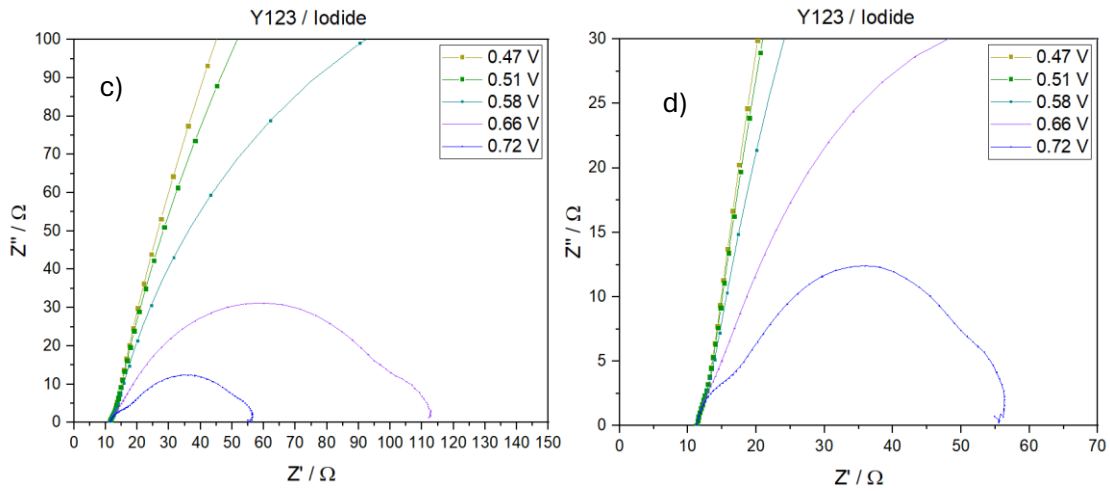 Y123 / Iodide
c)
0.47 V
0.51 V
0.58 V
0.66 V
0.72 V
Z'' / Ω
100
90
80
70
60
50
40
30
20
10
0
0 10 20 30 40 50 60 70 80 90 100 110 120 130 140 150
Z' / Ω
Y123 / Iodide
d)
0.47 V
0.51 V
0.58 V
0.66 V
0.72 V
Z'' / Ω
30
25
20
15
10
5
0
0 10 20 30 40 50 60 70
Z' / Ω